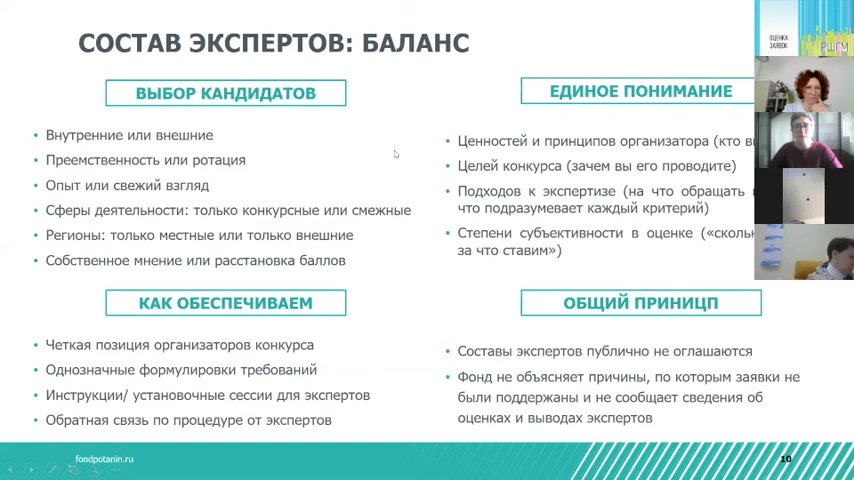 СОСТАВ ЭКСПЕРТОВ: БАЛАНС
ВЫБОР КАНДИДАТОВ
• Внутренние или внешние
• Преемственность или ротация
• Опыт или свежий взгляд
• Сферы деятельности: только конкурсные или смежные
• Регионы: только местные или только внешние
• Собственное мнение или расстановка баллов
ЕДИНОЕ ПОНИМАНИЕ
• Ценностей и принципов организатора (кто
• Целей конкурса (зачем вы его проводите)
• Подходов к экспертизе (на что обращать
что подразумевает каждый критерий)
• Степени субъективности в оценке
за что ставим»)
КАК ОБЕСПЕЧИВАЕМ
• Четкая позиция организаторов конкурса
• Однозначные формулировки требований
• Инструкции/ установочные сессии для экспертов
• Обратная связь по процедуре от экспертов
ОБЩИЙ ПРИНИЦП
• Составы экспертов публично не оглашаются
• Фонд не объясняет причины, по которым заявки не
были поддержаны и не сообщает сведения об
оценках и выводах экспертов
ОЦЕНКА
ЗАЯВОК
РШГМ
fondpotanin.ru
10